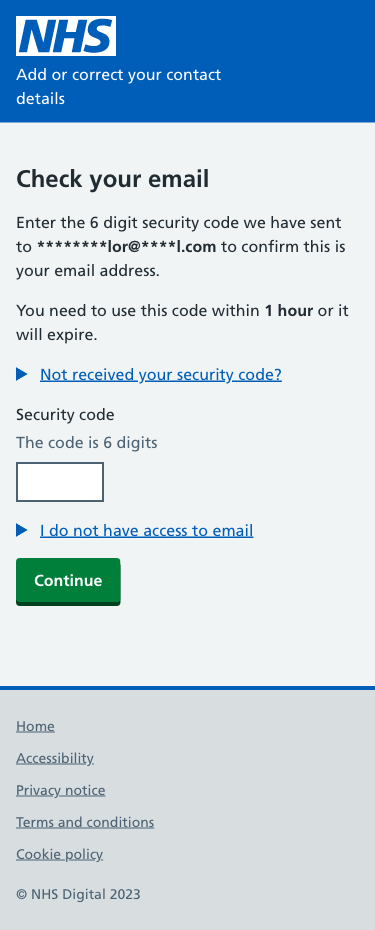 NHS
Add or correct your contact
details
Check your email
Enter the 6 digit security code we have sent
to ********lor@****l.com to confirm this is
your email address.
You need to use this code within 1 hour or it
will expire.
Not received your security code?
Security code
The code is 6 digits
I do not have access to email
Continue
Home
Accessibility
Privacy notice
Terms and conditions
Cookie policy
© NHS Digital 2023